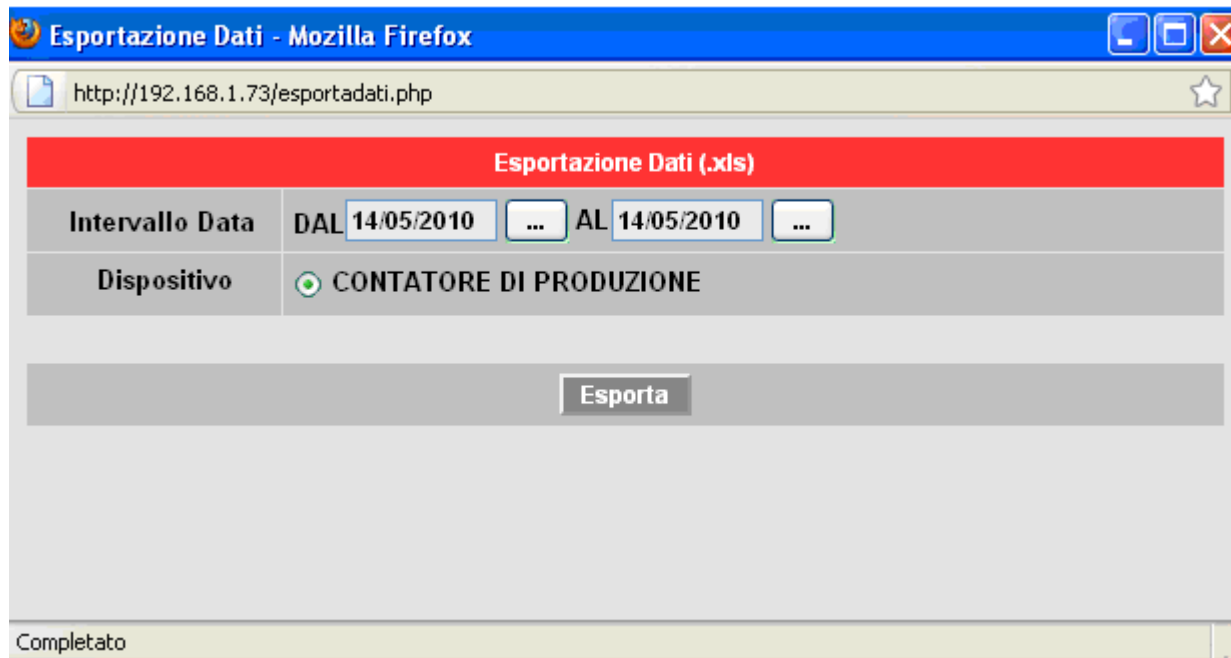 Esportazione Dati - Mozilla Firefox
http://192.168.1.73/esportadati.php
Esportazione Dati (.xls)
Intervallo Data DAL 14/05/2010 ... AL 14/05/2010 ...
Dispositivo CONTATORE DI PRODUZIONE
Esporta
Completato